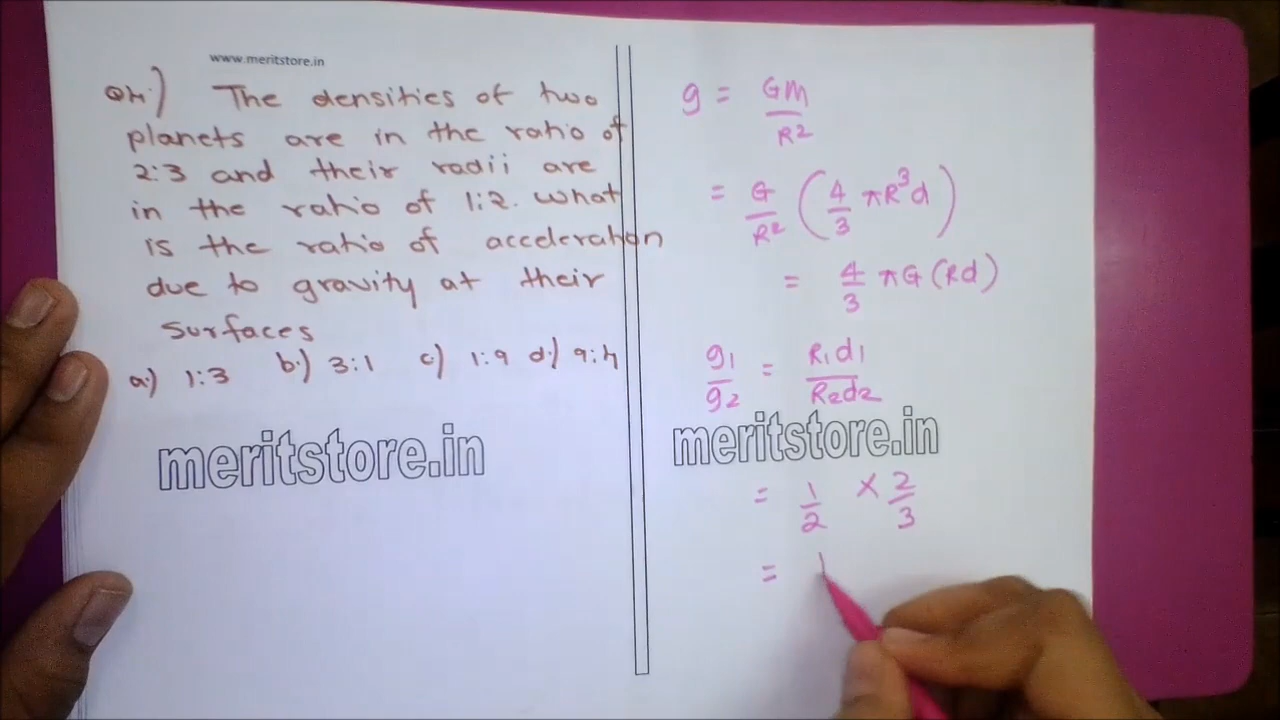 www.meritstore.in
Q4.) The densities of two
planets are in the ratio of
2:3 and their radii are
in the ratio of 1:2. What
is the ratio of acceleration
due to gravity at their
surfaces
a.) 1:3 b.) 3:1 c.) 1:9 d.) 9:4
meritstore.in
g = GM/R²
= G/R² (4/3 πR³d)
= 4/3 πG (Rd)
g1/g2 = R1d1/R2d2
meritstore.in
= 1/2 × 2/3
= 1